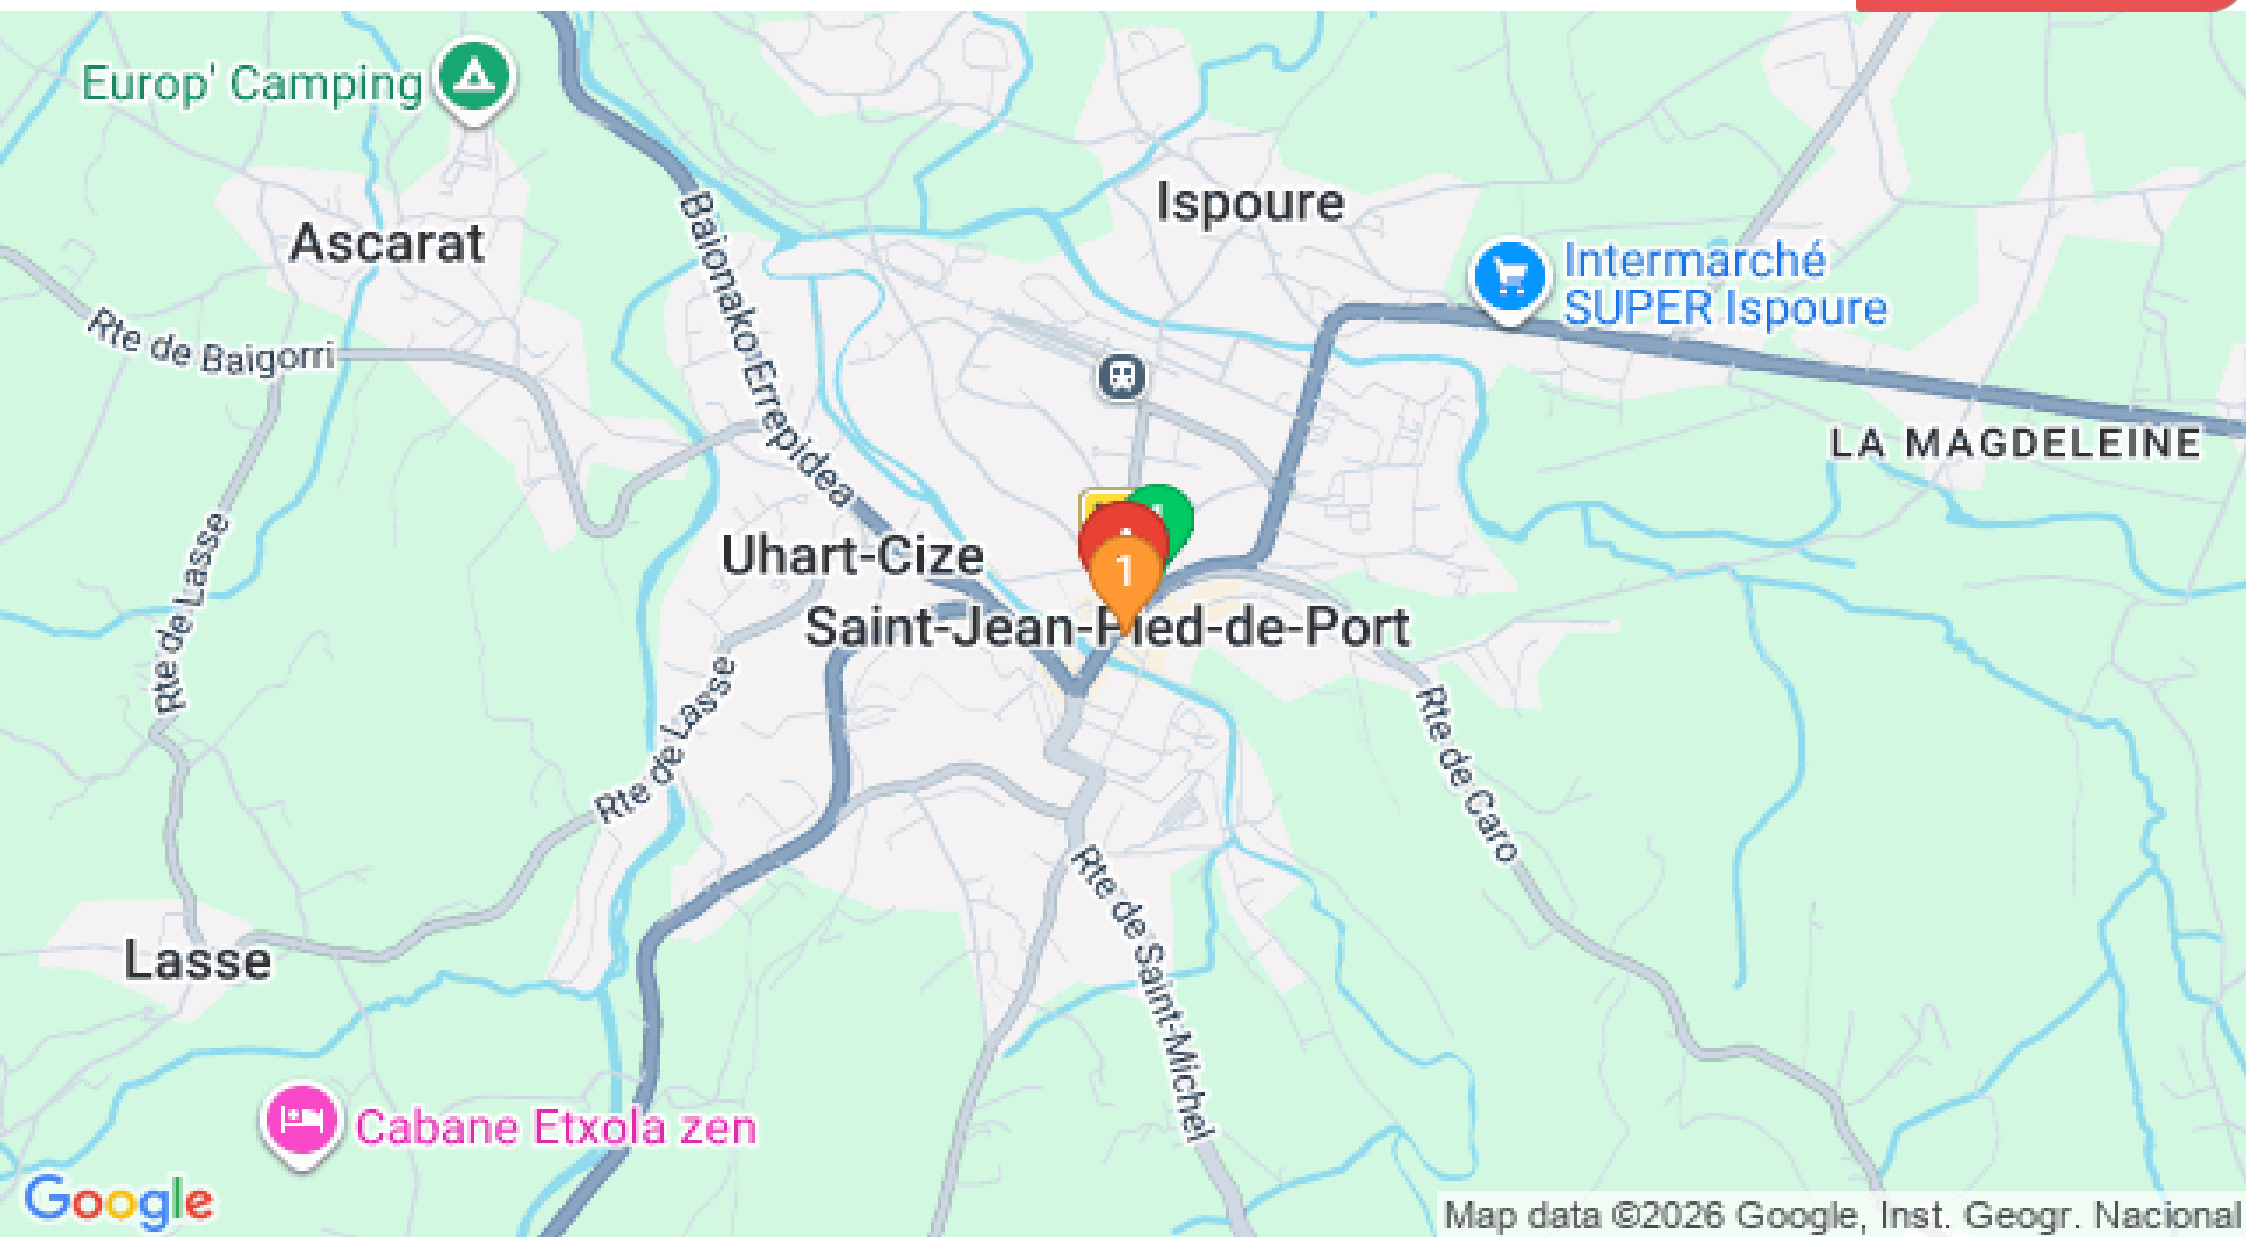 Europ' Camping
Ispoure
Ascarat
Baionako Errepidea
Intermarché
SUPER Ispoure
Rte de Baigorri
LA MAGDELEINE
Rte de Lasse
Uhart-Cize
1
Saint-Jean-Pied-de-Port
Rte de Lasse
Rte de Caro
Rte de Saint-Michel
Lasse
Cabane Etxola zen
Google
Map data ©2026 Google, Inst. Geogr. Nacional